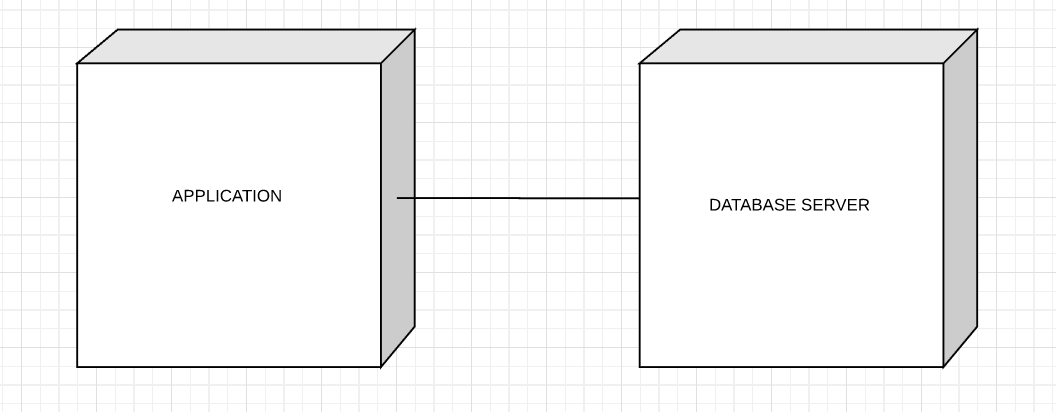 APPLICATION
DATABASE SERVER